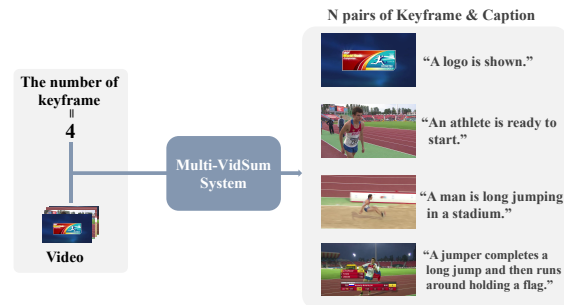 N pairs of Keyframe & Caption
The number of
keyframe
=
4
Video
Multi-VidSum
System
“A logo is shown.”
“An athlete is ready to
start.”
“A man is long jumping
in a stadium.”
“A jumper completes a
long jump and then runs
around holding a flag.”